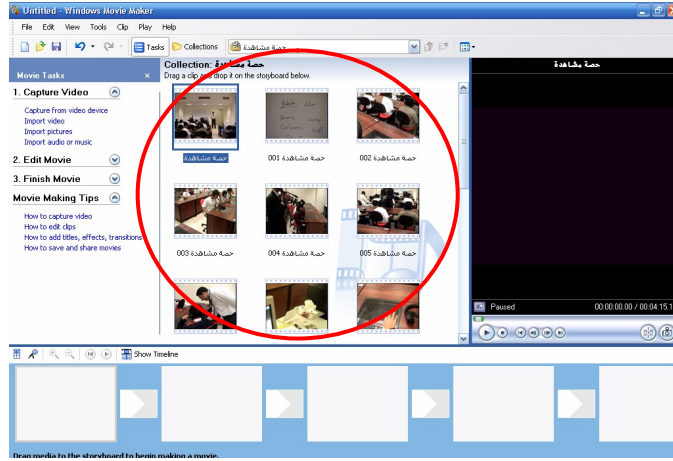 Untitled - Windows Movie Maker
File Edit View Tools Clip Play Help
Tasks Collections حصة مشاهدة
Movie Tasks
Collection: حصة مشاهدة
Drag a clip and drop it on the storyboard below.
حصة مشاهدة
1. Capture Video
Capture from video device
Import video
Import pictures
Import audio or music
2. Edit Movie
3. Finish Movie
Movie Making Tips
How to capture video
How to edit clips
How to add titles, effects, transitions
How to save and share movies
حصة مشاهدة
حصة مشاهدة 001
حصة مشاهدة 002
حصة مشاهدة 003
حصة مشاهدة 004
حصة مشاهدة 005
Paused
00:00:00.00 / 00:04:15.1
Show Timeline
Drag media to the storyboard to begin making a movie.